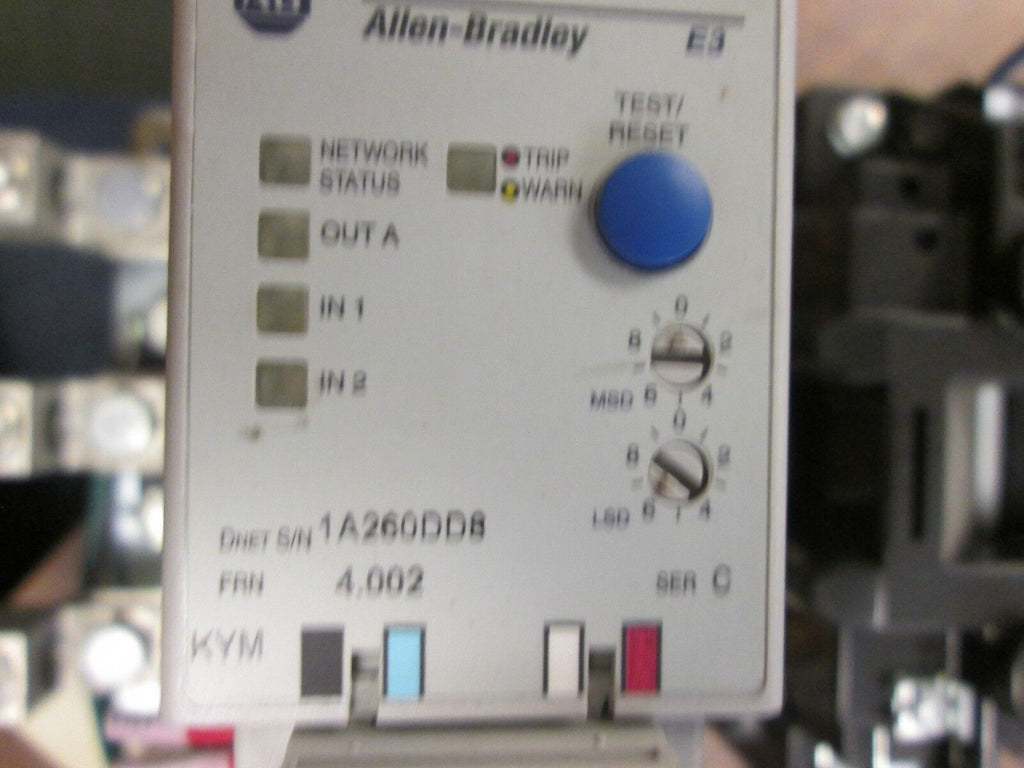 AB
Allen-Bradley E3
TEST/
RESET
NETWORK
STATUS
TRIP
WARN
OUT A
IN 1
IN 2
0
8 2
MSD 6 4
0
8 2
LSD 6 4
DNET S/N 1A260DD8
FRN 4.002 SER C
KYM